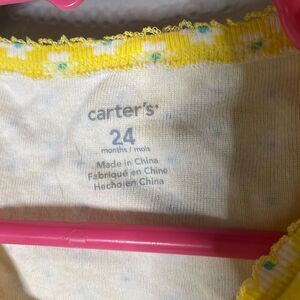 carter's®
24
months / mois
Made in China
Fabriqué en Chine
Hecho en China